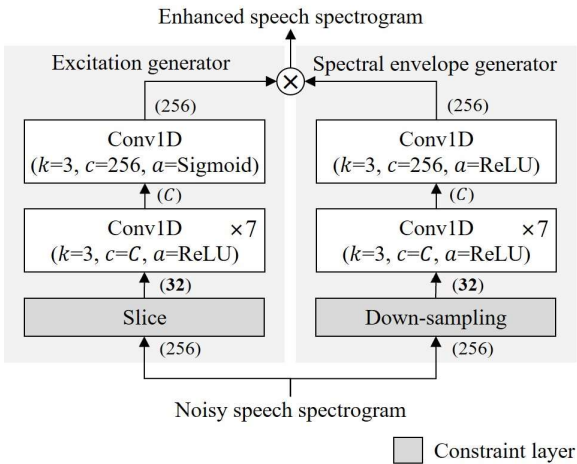 Enhanced speech spectrogram
Excitation generator
×
Spectral envelope generator
(256)
Conv1D
(k=3, c=256, a=Sigmoid)
(C)
Conv1D ×7
(k=3, c=C, a=ReLU)
(32)
Slice
(256)
(256)
Conv1D
(k=3, c=256, a=ReLU)
(C)
Conv1D ×7
(k=3, c=C, a=ReLU)
(32)
Down-sampling
(256)
Noisy speech spectrogram
Constraint layer